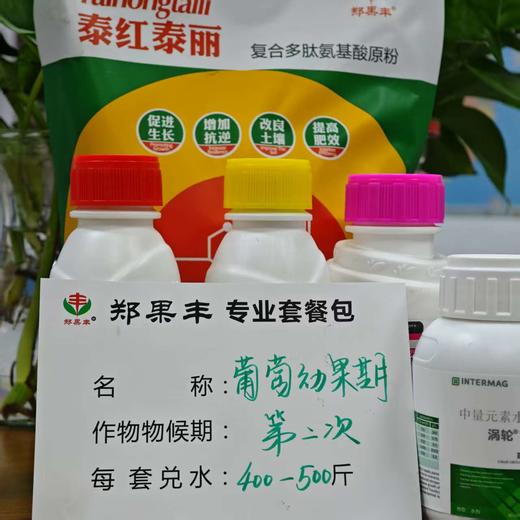 Taihongtaili
泰红泰丽
郑果丰
复合多肽氨基酸原粉
促进
生长
增加
抗逆
改良
土壤
提高
肥效
郑果丰®
郑果丰 专业套餐包
名 称: 葡萄幼果期
作物物候期: 第二次
每套兑水: 400-500斤
INTERMAG
中量元素水
涡轮®